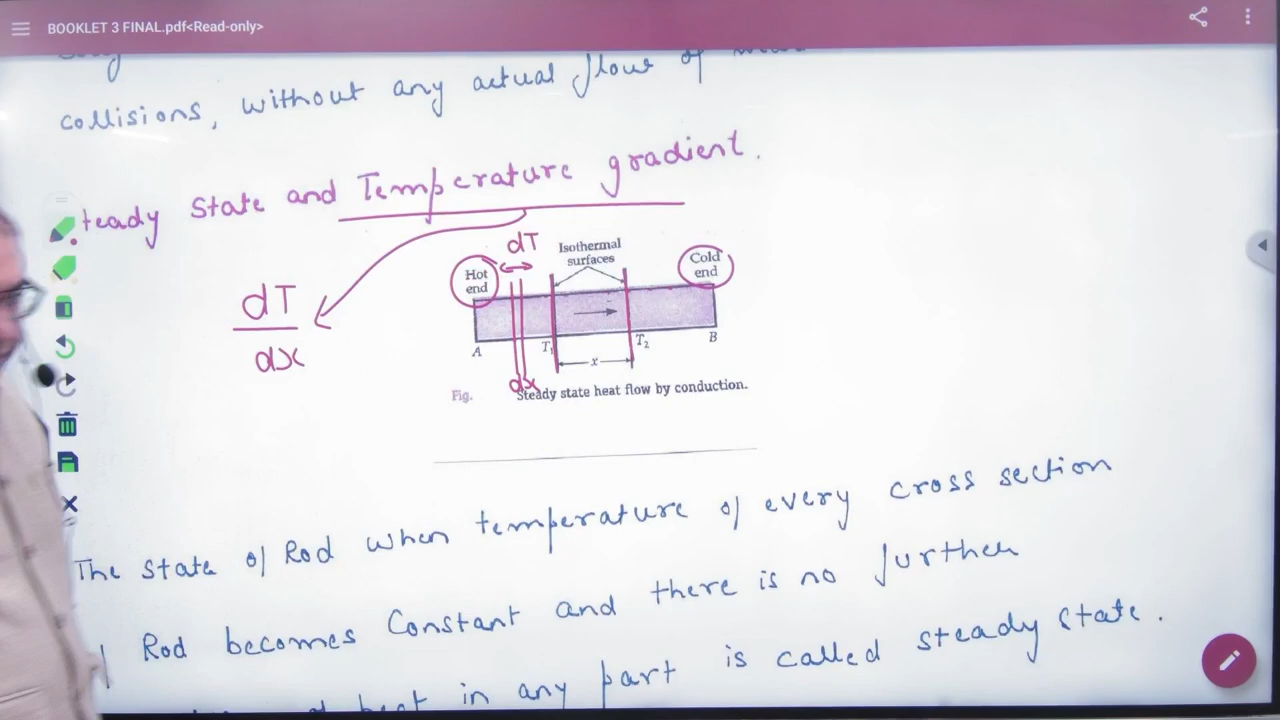 BOOKLET 3 FINAL.pdf<Read-only>
collisions, without any actual flow of
teady State and Temperature gradient.
dT
Isothermal
surfaces
Hot
end
Cold
end
dT
dx
A
T1
x
T2
B
dx
Fig. Steady state heat flow by conduction.
The state of Rod when temperature of every cross section
of Rod becomes Constant and there is no further
of heat in any part is called steady state.